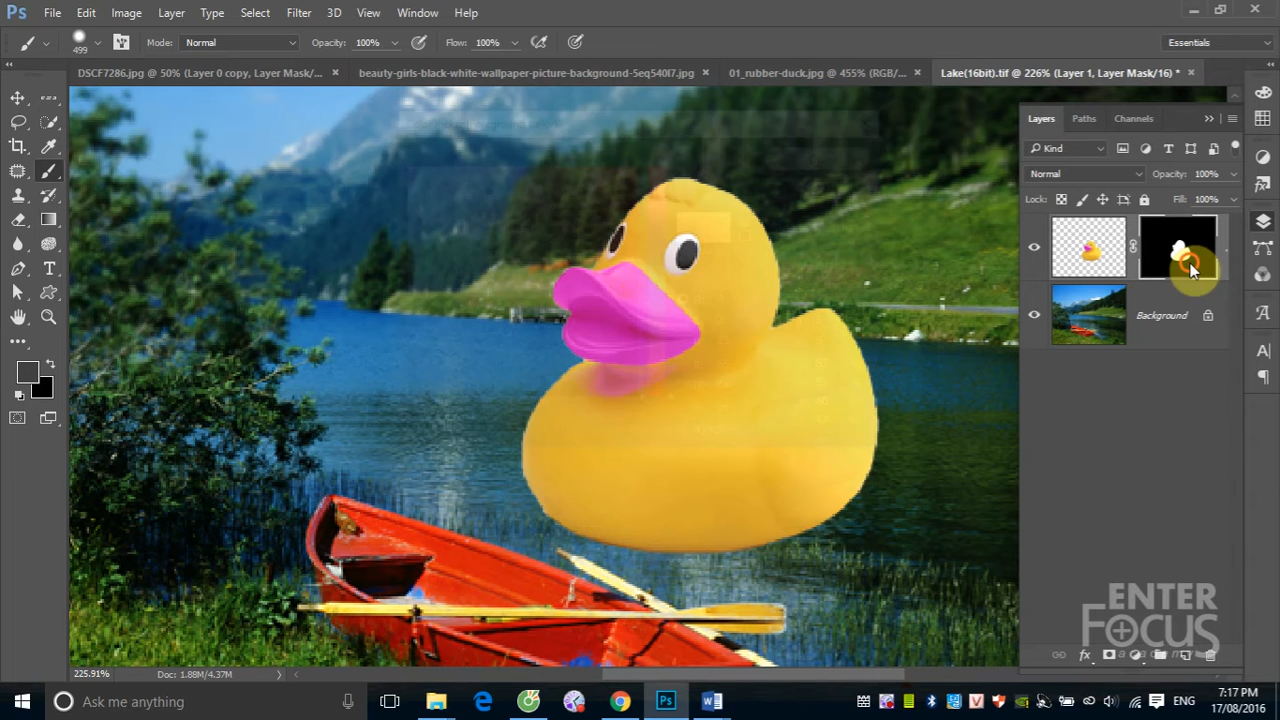 Ps File Edit Image Layer Type Select Filter 3D View Window Help
499 Mode: Normal Opacity: 100% Flow: 100% Essentials
DSCF7286.jpg @ 50% (Layer 0 copy, Layer Mask/... × beauty-girls-black-white-wallpaper-picture-background-5eq540l7.jpg × 01_rubber-duck.jpg @ 455% (RGB/... × Lake(16bit).tif @ 226% (Layer 1, Layer Mask/16) * ×
Layers Paths Channels
Kind
Normal Opacity: 100%
Lock: Fill: 100%
Background
ENTER
FOCUS
academy
225.91% Doc: 1.88M/4.37M
Ask me anything
ENG
7:17 PM
17/08/2016